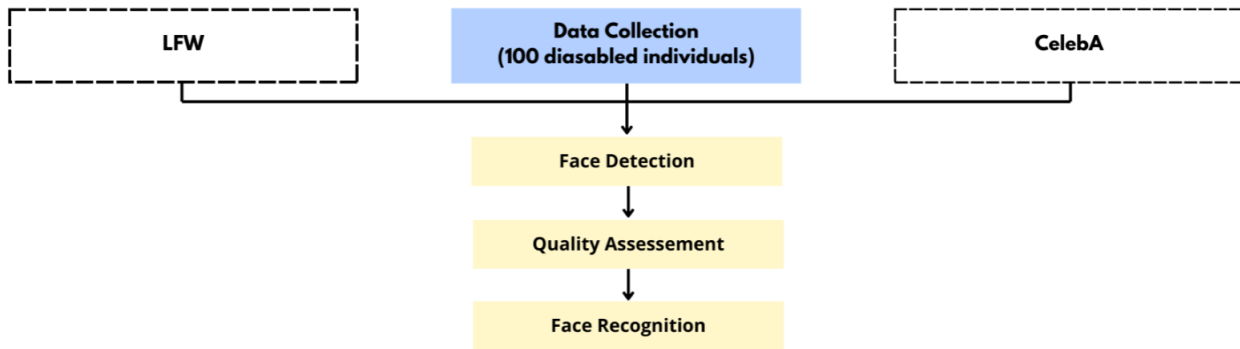 LFW
Data Collection
(100 diasabled individuals)
CelebA
Face Detection
Quality Assessement
Face Recognition